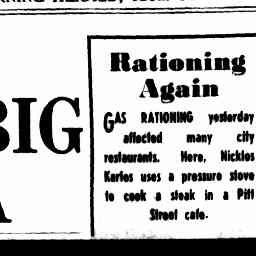 BIG
Rationing
Again
GAS RATIONING yesterday
affected many city
restaurants. Here, Nicklos
Karlos uses a pressure stove
to cook a steak in a Pitt
Street cafe.